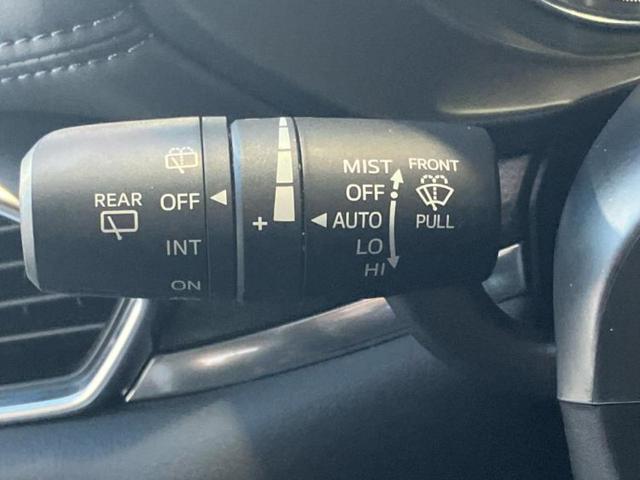 REAR
OFF
INT
ON
+
MIST
OFF
AUTO
LO
HI
FRONT
PULL